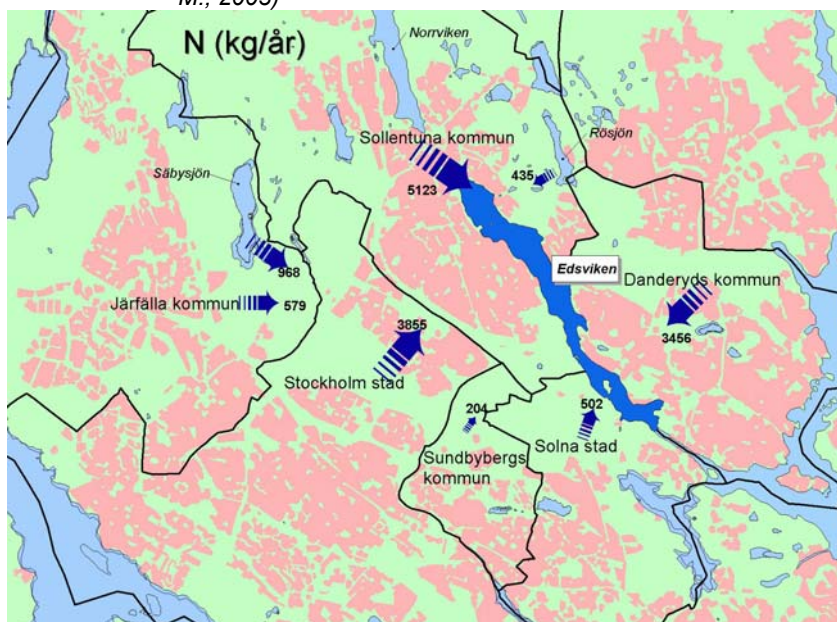 M., 2003)
N (kg/år)
Norrviken
Sollentuna kommun
Rösjön
Säbysjön
5123
435
Edsviken
968
Danderyds kommun
Järfälla kommun
579
3855
3456
Stockholm stad
204
502
Solna stad
Sundbybergs
kommun